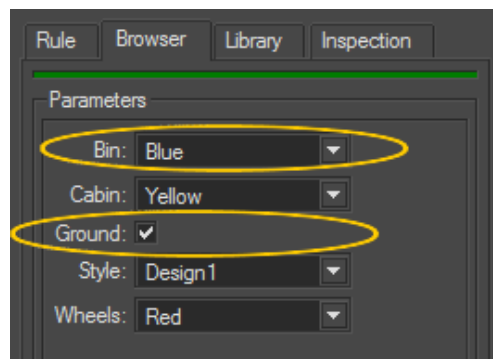 Rule Browser Library Inspection
Parameters
Bin: Blue
Cabin: Yellow
Ground:
Style: Design1
Wheels: Red